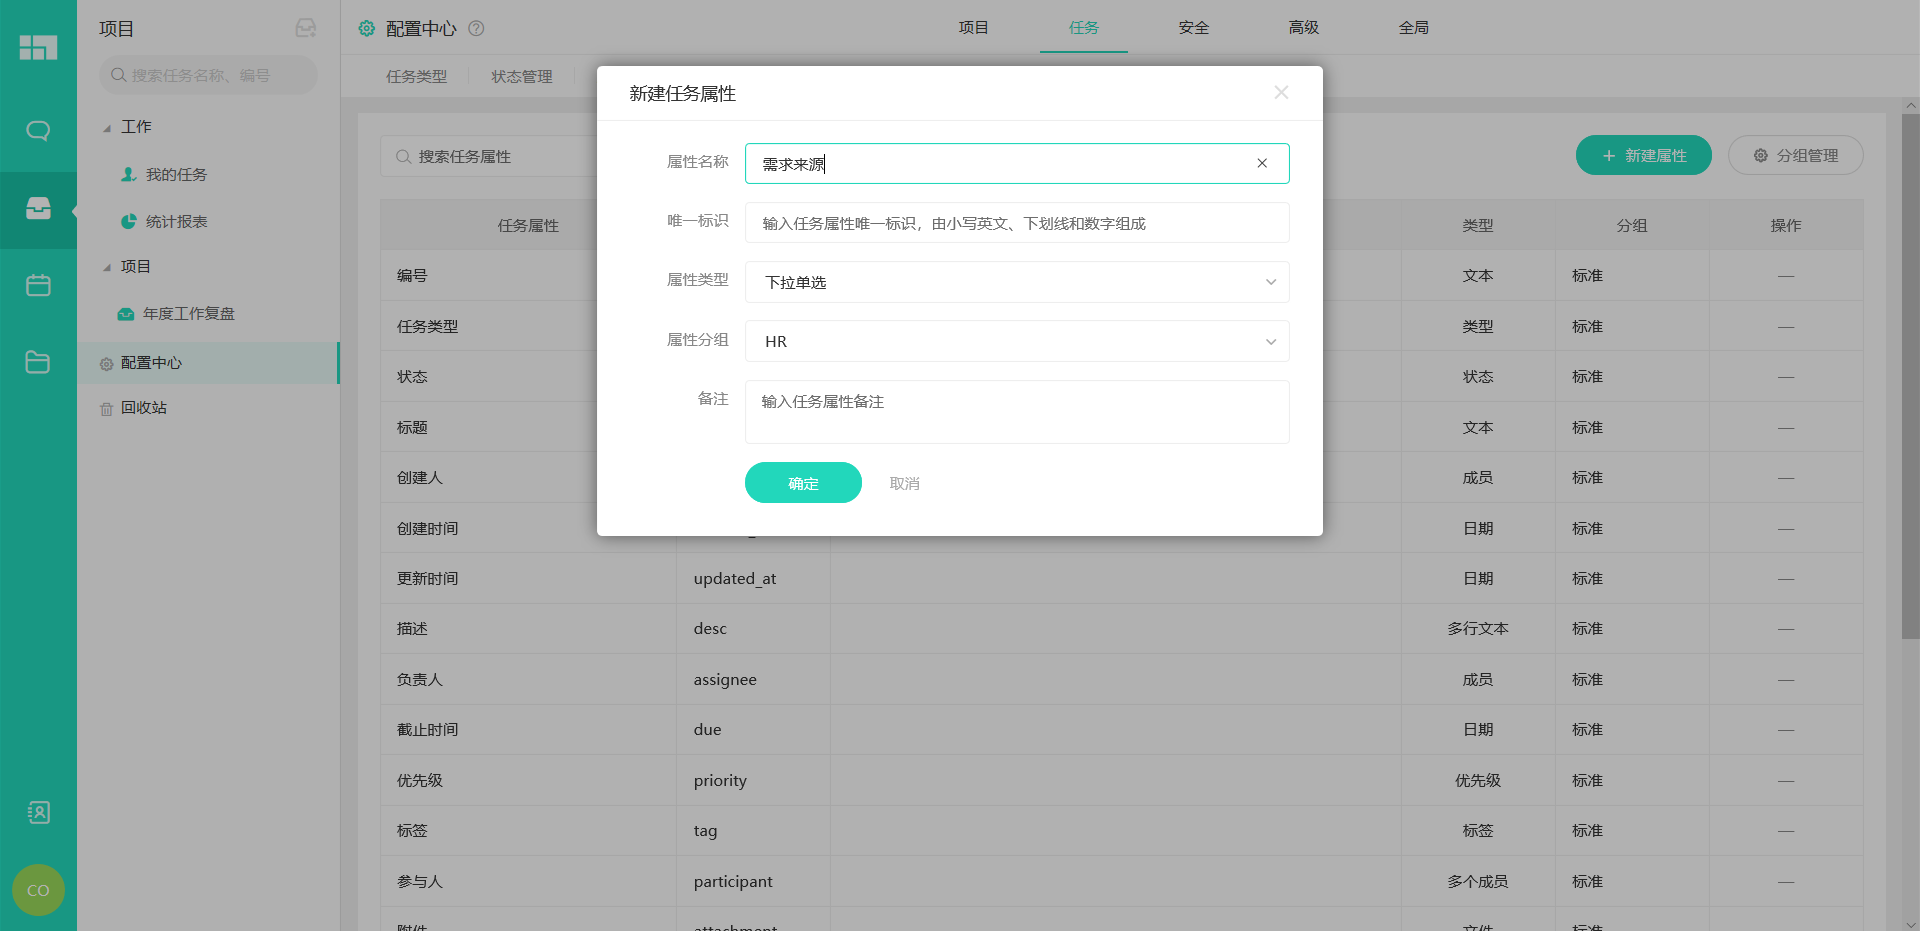 项目
搜索任务名称、编号
工作
我的任务
统计报表
项目
年度工作复盘
配置中心
回收站
CO
配置中心
项目
任务
安全
高级
全局
任务类型
状态管理
搜索任务属性
新建属性
分组管理
任务属性 类型 分组 操作
编号 文本 标准 —
任务类型 类型 标准 —
状态 状态 标准 —
标题 文本 标准 —
创建人 成员 标准 —
创建时间 日期 标准 —
更新时间 updated_at 日期 标准 —
描述 desc 多行文本 标准 —
负责人 assignee 成员 标准 —
截止时间 due 日期 标准 —
优先级 priority 优先级 标准 —
标签 tag 标签 标准 —
参与人 participant 多个成员 标准 —
附件 attachment 文件 标准
新建任务属性
属性名称 需求来源
唯一标识 输入任务属性唯一标识，由小写英文、下划线和数字组成
属性类型 下拉单选
属性分组 HR
备注 输入任务属性备注
确定 取消